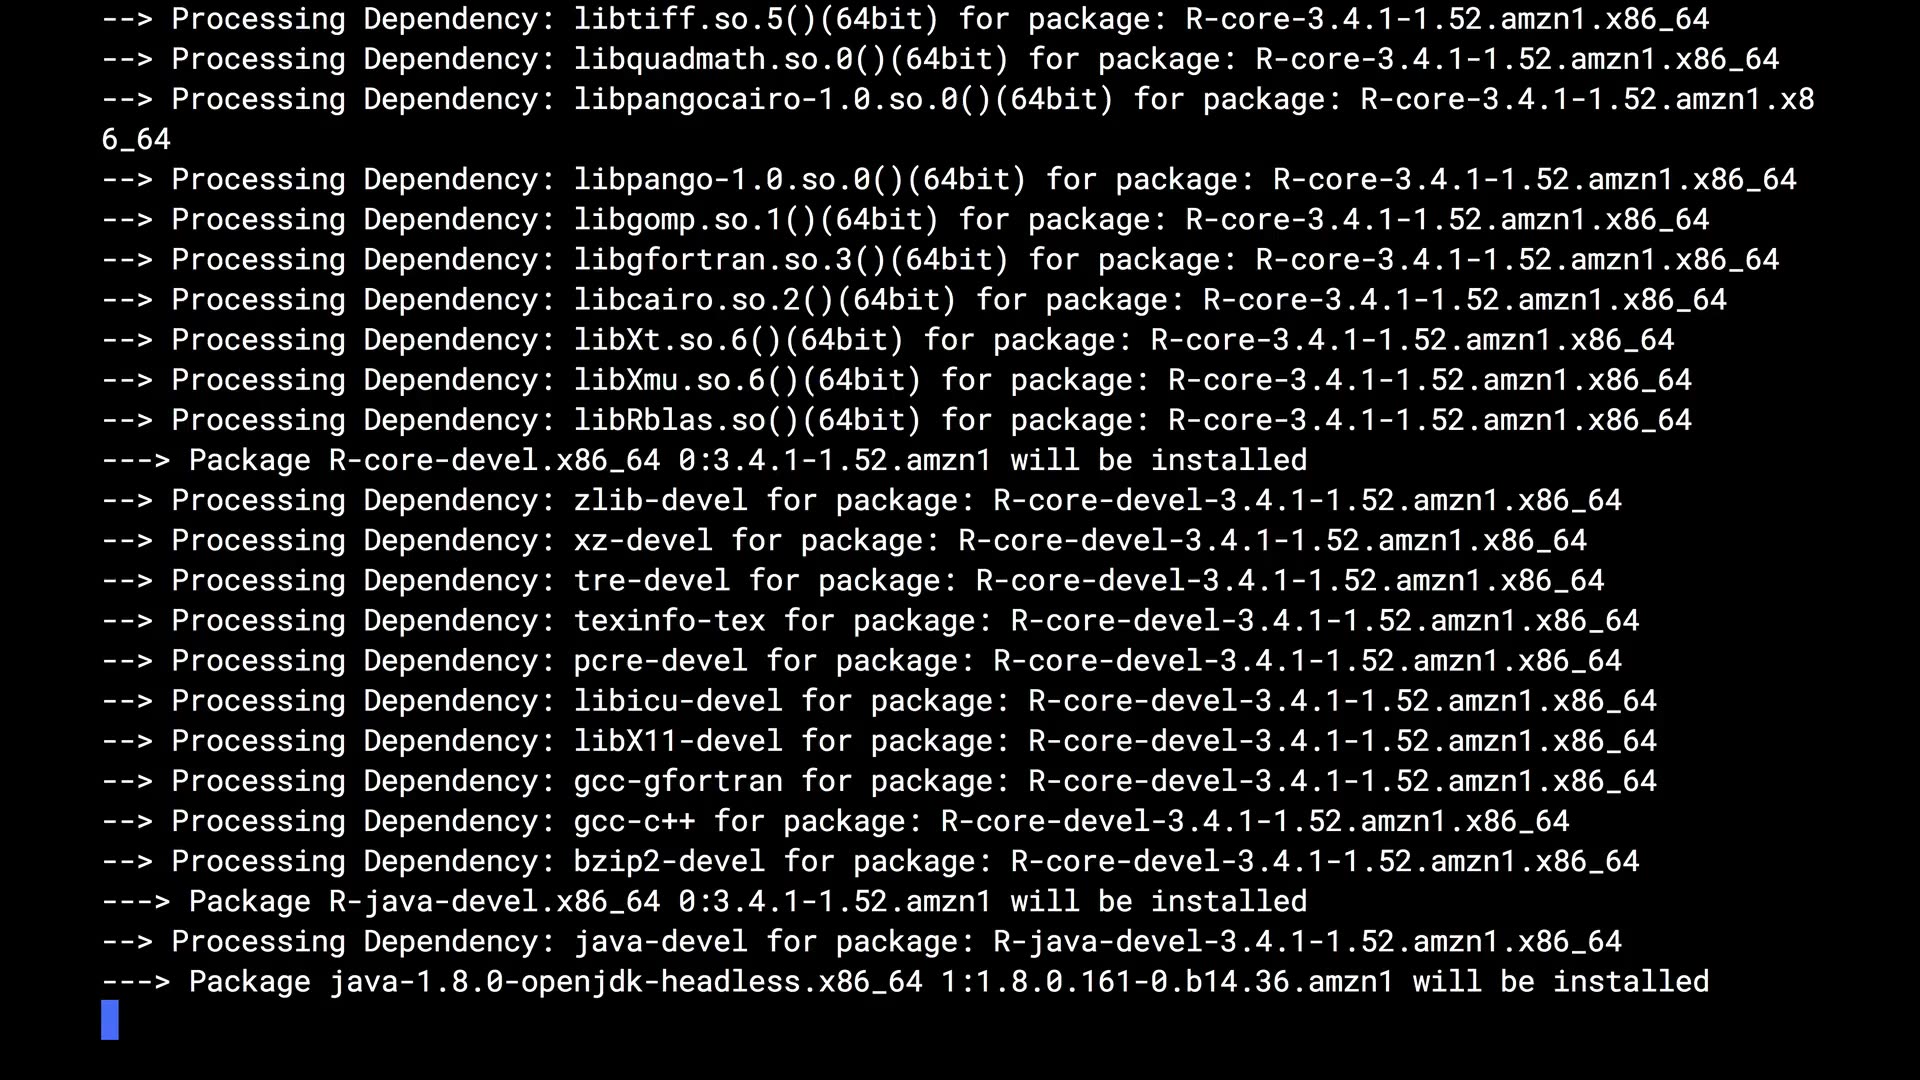 --> Processing Dependency: libtiff.so.5()(64bit) for package: R-core-3.4.1-1.52.amzn1.x86_64
--> Processing Dependency: libquadmath.so.0()(64bit) for package: R-core-3.4.1-1.52.amzn1.x86_64
--> Processing Dependency: libpangocairo-1.0.so.0()(64bit) for package: R-core-3.4.1-1.52.amzn1.x8
6_64
--> Processing Dependency: libpango-1.0.so.0()(64bit) for package: R-core-3.4.1-1.52.amzn1.x86_64
--> Processing Dependency: libgomp.so.1()(64bit) for package: R-core-3.4.1-1.52.amzn1.x86_64
--> Processing Dependency: libgfortran.so.3()(64bit) for package: R-core-3.4.1-1.52.amzn1.x86_64
--> Processing Dependency: libcairo.so.2()(64bit) for package: R-core-3.4.1-1.52.amzn1.x86_64
--> Processing Dependency: libXt.so.6()(64bit) for package: R-core-3.4.1-1.52.amzn1.x86_64
--> Processing Dependency: libXmu.so.6()(64bit) for package: R-core-3.4.1-1.52.amzn1.x86_64
--> Processing Dependency: libRblas.so()(64bit) for package: R-core-3.4.1-1.52.amzn1.x86_64
---> Package R-core-devel.x86_64 0:3.4.1-1.52.amzn1 will be installed
--> Processing Dependency: zlib-devel for package: R-core-devel-3.4.1-1.52.amzn1.x86_64
--> Processing Dependency: xz-devel for package: R-core-devel-3.4.1-1.52.amzn1.x86_64
--> Processing Dependency: tre-devel for package: R-core-devel-3.4.1-1.52.amzn1.x86_64
--> Processing Dependency: texinfo-tex for package: R-core-devel-3.4.1-1.52.amzn1.x86_64
--> Processing Dependency: pcre-devel for package: R-core-devel-3.4.1-1.52.amzn1.x86_64
--> Processing Dependency: libicu-devel for package: R-core-devel-3.4.1-1.52.amzn1.x86_64
--> Processing Dependency: libX11-devel for package: R-core-devel-3.4.1-1.52.amzn1.x86_64
--> Processing Dependency: gcc-gfortran for package: R-core-devel-3.4.1-1.52.amzn1.x86_64
--> Processing Dependency: gcc-c++ for package: R-core-devel-3.4.1-1.52.amzn1.x86_64
--> Processing Dependency: bzip2-devel for package: R-core-devel-3.4.1-1.52.amzn1.x86_64
---> Package R-java-devel.x86_64 0:3.4.1-1.52.amzn1 will be installed
--> Processing Dependency: java-devel for package: R-java-devel-3.4.1-1.52.amzn1.x86_64
---> Package java-1.8.0-openjdk-headless.x86_64 1:1.8.0.161-0.b14.36.amzn1 will be installed